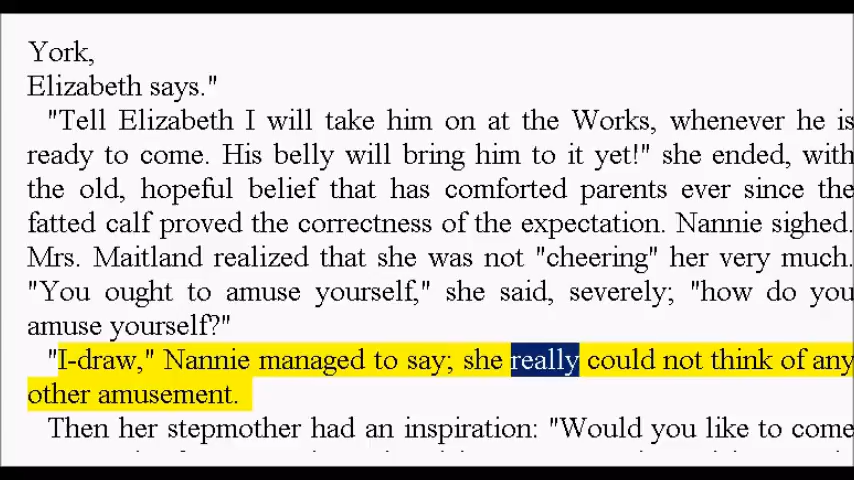 York,
Elizabeth says."
"Tell Elizabeth I will take him on at the Works, whenever he is
ready to come. His belly will bring him to it yet!" she ended, with
the old, hopeful belief that has comforted parents ever since the
fatted calf proved the correctness of the expectation. Nannie sighed.
Mrs. Maitland realized that she was not "cheering" her very much.
"You ought to amuse yourself," she said, severely; "how do you
amuse yourself?"
"I-draw," Nannie managed to say; she really could not think of any
other amusement.
Then her stepmother had an inspiration: "Would you like to come